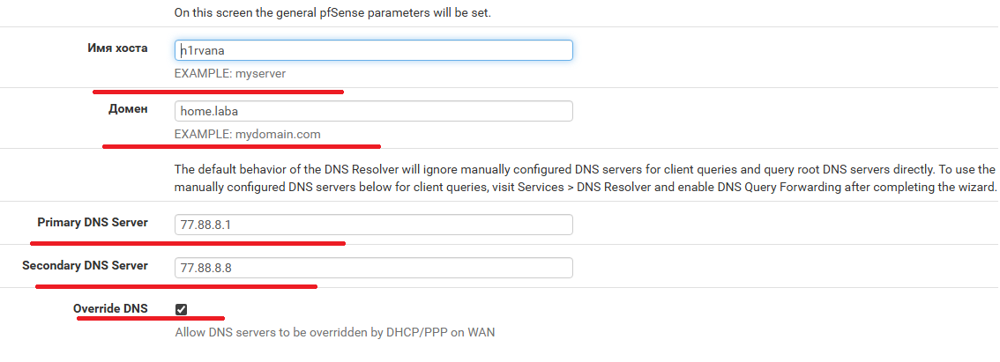 On this screen the general pfSense parameters will be set.
Имя хоста
n1rvana
EXAMPLE: myserver
Домен
home.laba
EXAMPLE: mydomain.com
The default behavior of the DNS Resolver will ignore manually configured DNS servers for client queries and query root DNS servers directly. To use the
manually configured DNS servers below for client queries, visit Services > DNS Resolver and enable DNS Query Forwarding after completing the wizard.
Primary DNS Server
77.88.8.1
Secondary DNS Server
77.88.8.8
Override DNS
Allow DNS servers to be overridden by DHCP/PPP on WAN